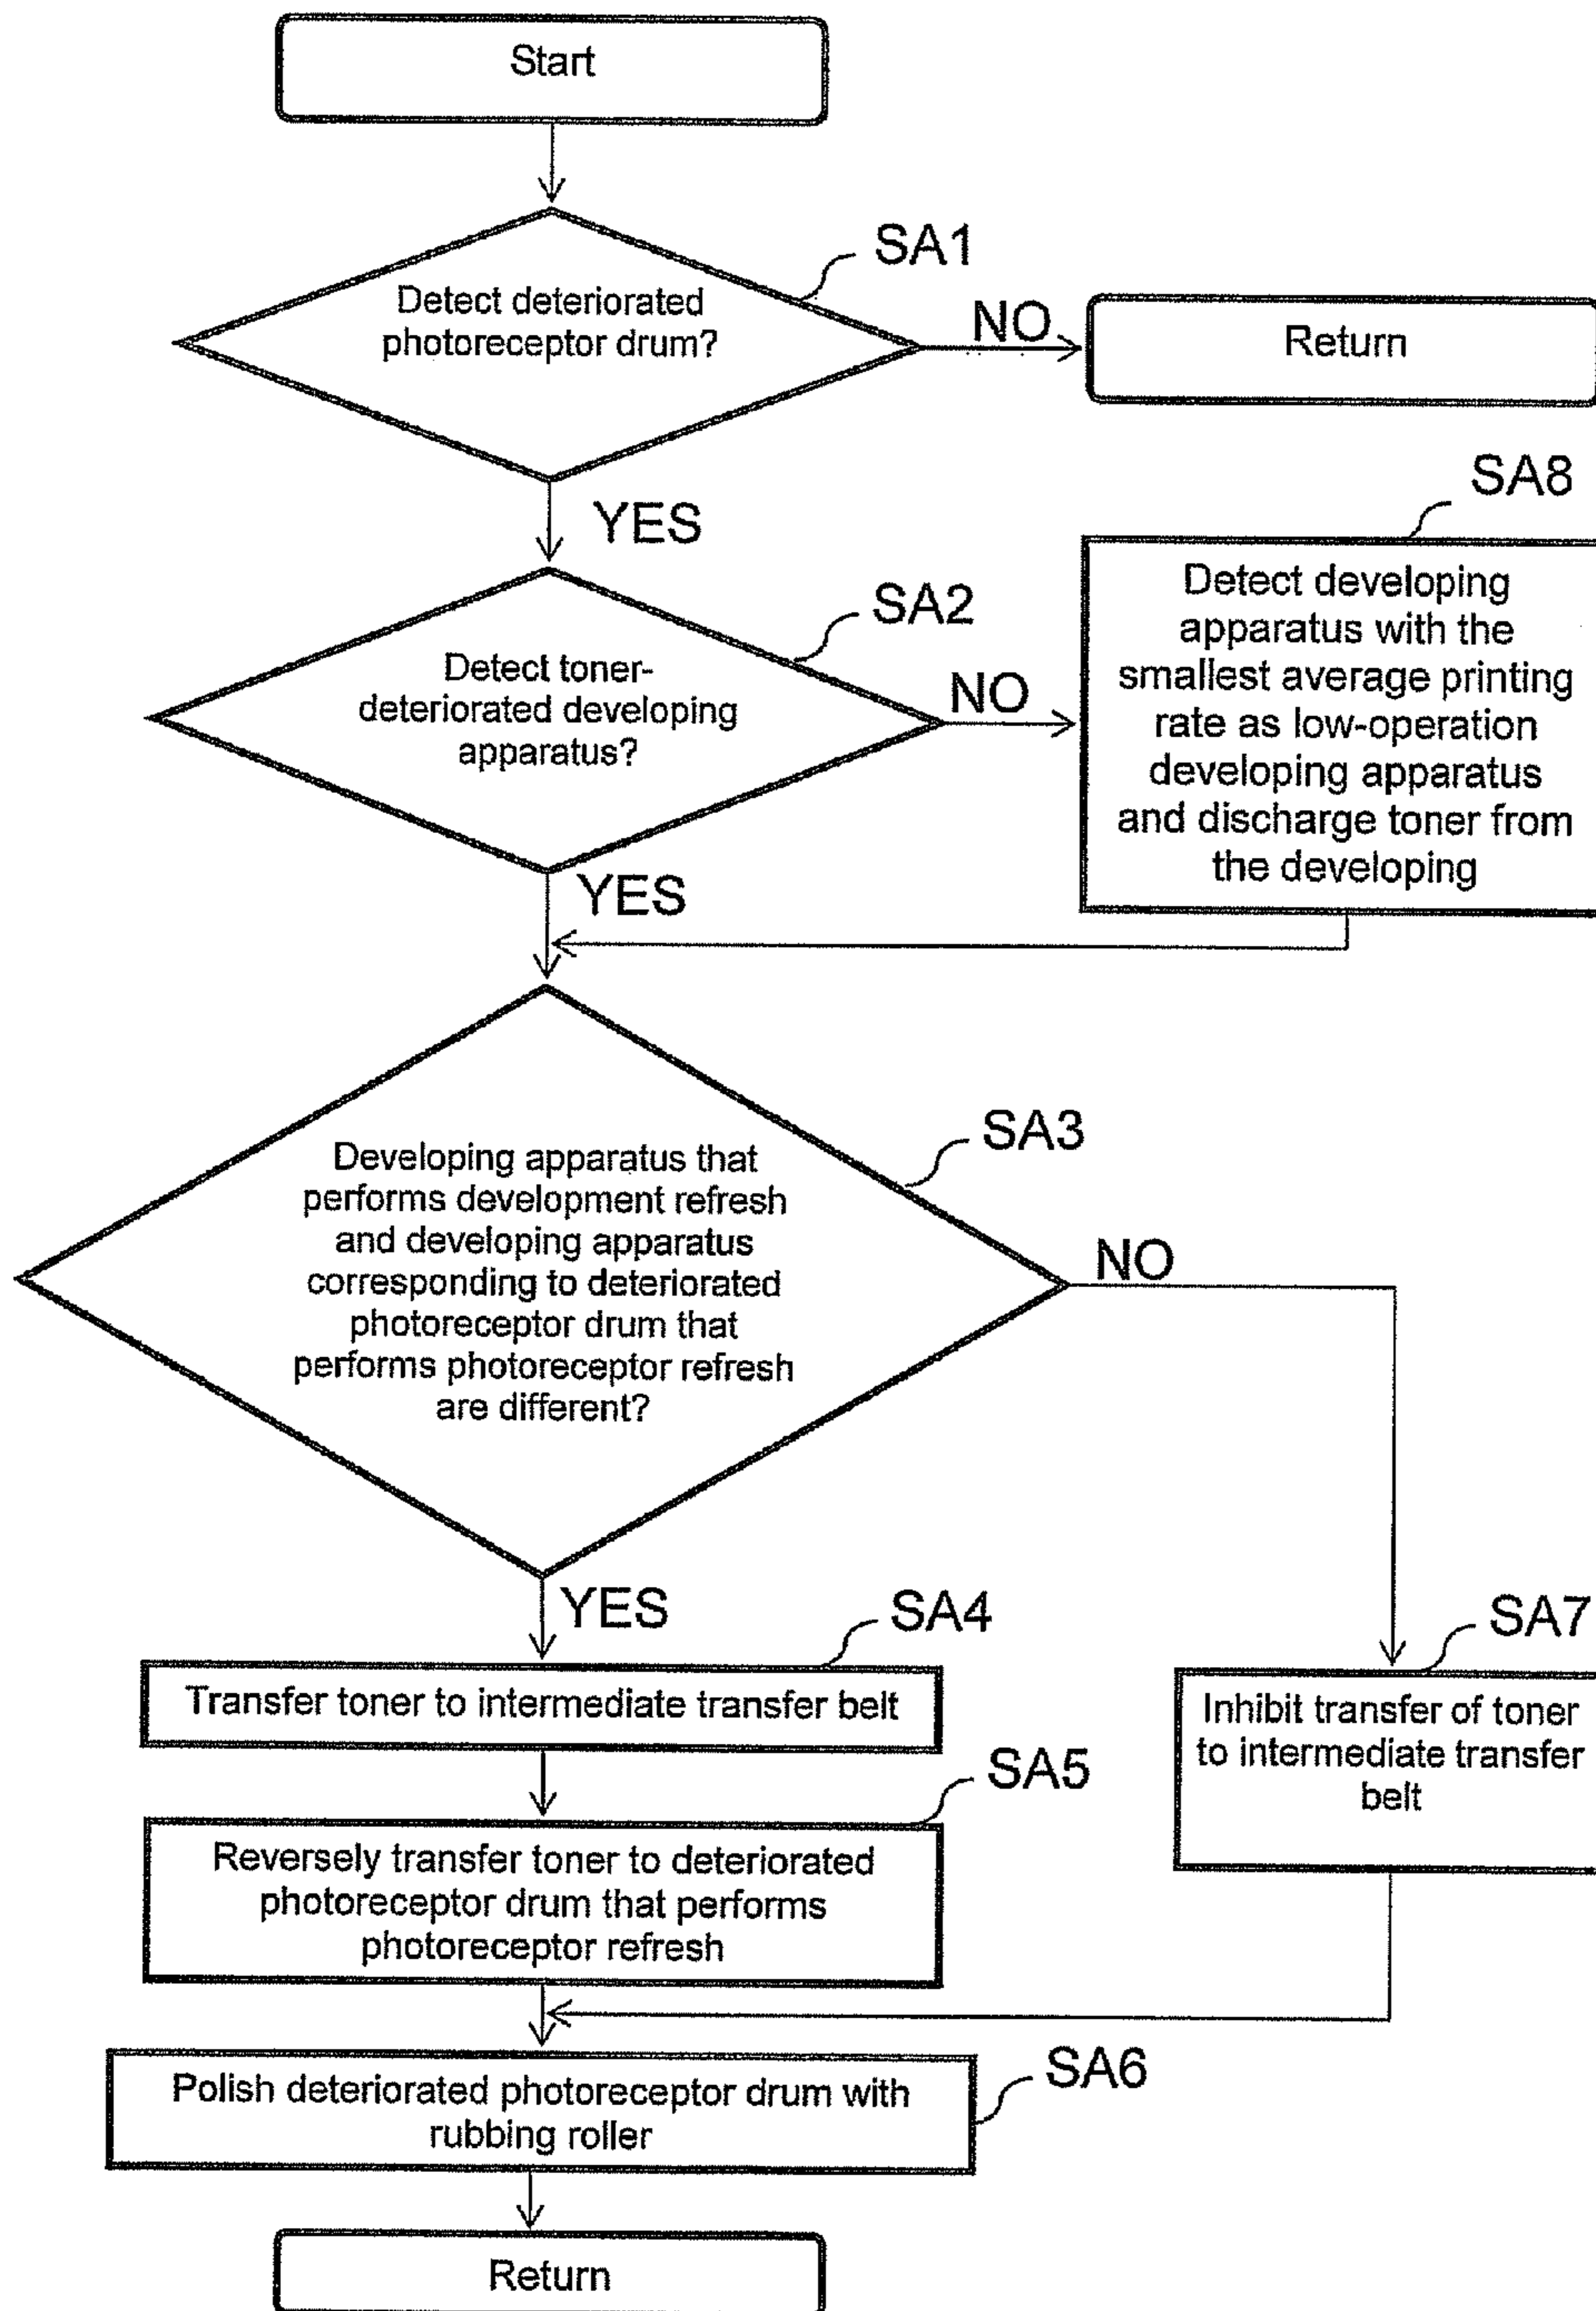 Start
SA1
Detect deteriorated
photoreceptor drum?
NO
Return
YES
SA8
SA2
Detect toner-
deteriorated developing
apparatus?
NO
Detect developing
apparatus with the
smallest average printing
rate as low-operation
developing apparatus
and discharge toner from
the developing
YES
SA3
Developing apparatus that
performs development refresh
and developing apparatus
corresponding to deteriorated
photoreceptor drum that
performs photoreceptor refresh
are different?
NO
YES
SA4
Transfer toner to intermediate transfer belt
SA7
Inhibit transfer of toner
to intermediate transfer
belt
SA5
Reversely transfer toner to deteriorated
photoreceptor drum that performs
photoreceptor refresh
SA6
Polish deteriorated photoreceptor drum with
rubbing roller
Return